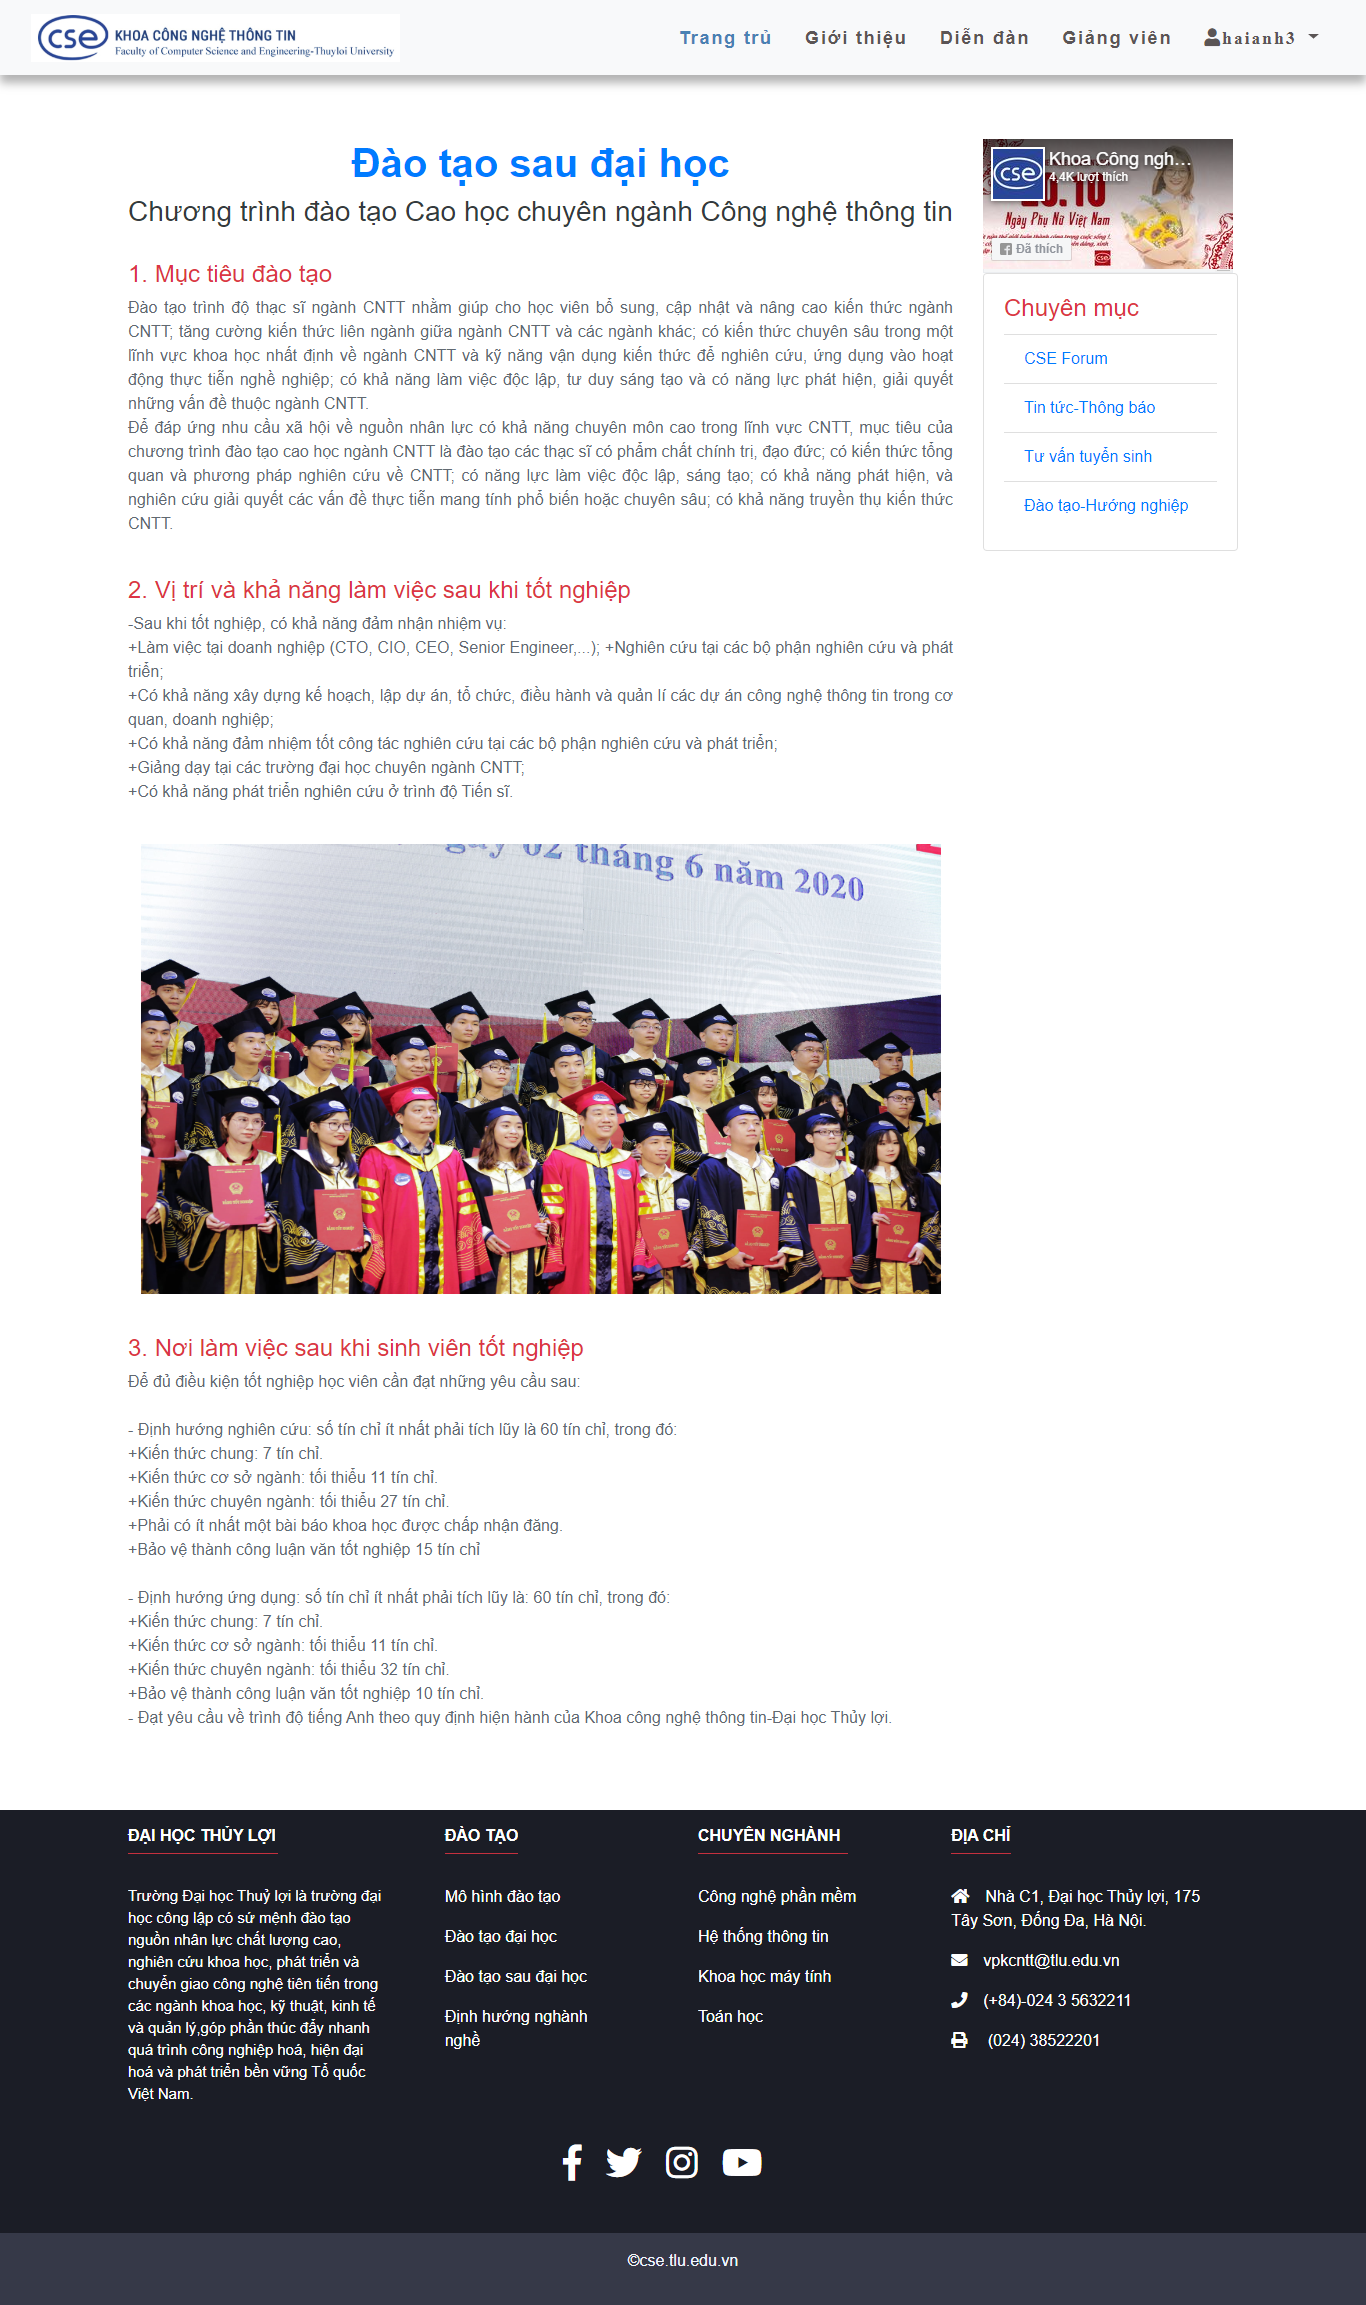 cse KHOA CÔNG NGHỆ THÔNG TIN
Faculty of Computer Science and Engineering-Thuyloi University
Trang trủ Giới thiệu Diễn đàn Giảng viên haianh3
Đào tạo sau đại học
Chương trình đào tạo Cao học chuyên ngành Công nghệ thông tin
1. Mục tiêu đào tạo
Đào tạo trình độ thạc sĩ ngành CNTT nhằm giúp cho học viên bổ sung, cập nhật và nâng cao kiến thức ngành
CNTT; tăng cường kiến thức liên ngành giữa ngành CNTT và các ngành khác; có kiến thức chuyên sâu trong một
lĩnh vực khoa học nhất định về ngành CNTT và kỹ năng vận dụng kiến thức để nghiên cứu, ứng dụng vào hoạt
động thực tiễn nghề nghiệp; có khả năng làm việc độc lập, tư duy sáng tạo và có năng lực phát hiện, giải quyết
những vấn đề thuộc ngành CNTT.
Để đáp ứng nhu cầu xã hội về nguồn nhân lực có khả năng chuyên môn cao trong lĩnh vực CNTT, mục tiêu của
chương trình đào tạo cao học ngành CNTT là đào tạo các thạc sĩ có phẩm chất chính trị, đạo đức; có kiến thức tổng
quan và phương pháp nghiên cứu về CNTT; có năng lực làm việc độc lập, sáng tạo; có khả năng phát hiện, và
nghiên cứu giải quyết các vấn đề thực tiễn mang tính phổ biến hoặc chuyên sâu; có khả năng truyền thụ kiến thức
CNTT.
2. Vị trí và khả năng làm việc sau khi tốt nghiệp
-Sau khi tốt nghiệp, có khả năng đảm nhận nhiệm vụ:
+Làm việc tại doanh nghiệp (CTO, CIO, CEO, Senior Engineer,...); +Nghiên cứu tại các bộ phận nghiên cứu và phát
triển;
+Có khả năng xây dựng kế hoạch, lập dự án, tổ chức, điều hành và quản lí các dự án công nghệ thông tin trong cơ
quan, doanh nghiệp;
+Có khả năng đảm nhiệm tốt công tác nghiên cứu tại các bộ phận nghiên cứu và phát triển;
+Giảng dạy tại các trường đại học chuyên ngành CNTT;
+Có khả năng phát triển nghiên cứu ở trình độ Tiến sĩ.
02 tháng 6 năm 2020
3. Nơi làm việc sau khi sinh viên tốt nghiệp
Để đủ điều kiện tốt nghiệp học viên cần đạt những yêu cầu sau:
- Định hướng nghiên cứu: số tín chỉ ít nhất phải tích lũy là 60 tín chỉ, trong đó:
+Kiến thức chung: 7 tín chỉ.
+Kiến thức cơ sở ngành: tối thiểu 11 tín chỉ.
+Kiến thức chuyên ngành: tối thiểu 27 tín chỉ.
+Phải có ít nhất một bài báo khoa học được chấp nhận đăng.
+Bảo vệ thành công luận văn tốt nghiệp 15 tín chỉ
- Định hướng ứng dụng: số tín chỉ ít nhất phải tích lũy là: 60 tín chỉ, trong đó:
+Kiến thức chung: 7 tín chỉ.
+Kiến thức cơ sở ngành: tối thiểu 11 tín chỉ.
+Kiến thức chuyên ngành: tối thiểu 32 tín chỉ.
+Bảo vệ thành công luận văn tốt nghiệp 10 tín chỉ.
- Đạt yêu cầu về trình độ tiếng Anh theo quy định hiện hành của Khoa công nghệ thông tin-Đại học Thủy lợi.
cse Khoa Công ngh...
4,4K lượt thích
Ngày Phụ Nữ Việt Nam
Đã thích
Chuyên mục
CSE Forum
Tin tức-Thông báo
Tư vấn tuyển sinh
Đào tạo-Hướng nghiệp
ĐẠI HỌC THỦY LỢI
Trường Đại học Thuỷ lợi là trường đại
học công lập có sứ mệnh đào tạo
nguồn nhân lực chất lượng cao,
nghiên cứu khoa học, phát triển và
chuyển giao công nghệ tiên tiến trong
các ngành khoa học, kỹ thuật, kinh tế
và quản lý,góp phần thúc đẩy nhanh
quá trình công nghiệp hoá, hiện đại
hoá và phát triển bền vững Tổ quốc
Việt Nam.
ĐÀO TẠO
Mô hình đào tạo
Đào tạo đại học
Đào tạo sau đại học
Định hướng nghành
nghề
CHUYÊN NGHÀNH
Công nghệ phần mềm
Hệ thống thông tin
Khoa học máy tính
Toán học
ĐỊA CHỈ
Nhà C1, Đại học Thủy lợi, 175
Tây Sơn, Đống Đa, Hà Nội.
vpkcntt@tlu.edu.vn
(+84)-024 3 5632211
(024) 38522201
©cse.tlu.edu.vn